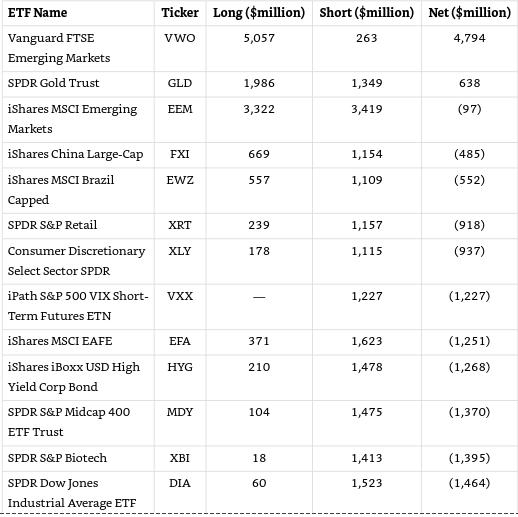 ETF Name Ticker Long ($million) Short ($million) Net ($million)
Vanguard FTSE VWO 5,057 263 4,794
Emerging Markets
SPDR Gold Trust GLD 1,986 1,349 638
iShares MSCI Emerging EEM 3,322 3,419 (97)
Markets
iShares China Large-Cap FXI 669 1,154 (485)
iShares MSCI Brazil EWZ 557 1,109 (552)
Capped
SPDR S&P Retail XRT 239 1,157 (918)
Consumer Discretionary XLY 178 1,115 (937)
Select Sector SPDR
iPath S&P 500 VIX Short- VXX — 1,227 (1,227)
Term Futures ETN
iShares MSCI EAFE EFA 371 1,623 (1,251)
iShares iBoxx USD High HYG 210 1,478 (1,268)
Yield Corp Bond
SPDR S&P Midcap 400 MDY 104 1,475 (1,370)
ETF Trust
SPDR S&P Biotech XBI 18 1,413 (1,395)
SPDR Dow Jones DIA 60 1,523 (1,464)
Industrial Average ETF